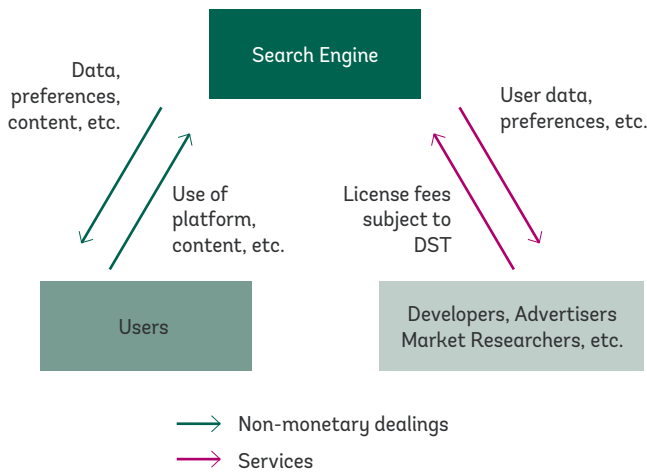 Search Engine
Data,
preferences,
content, etc.
User data,
preferences, etc.
Use of
platform,
content, etc.
License fees
subject to
DST
Users
Developers, Advertisers
Market Researchers, etc.
Non-monetary dealings
Services